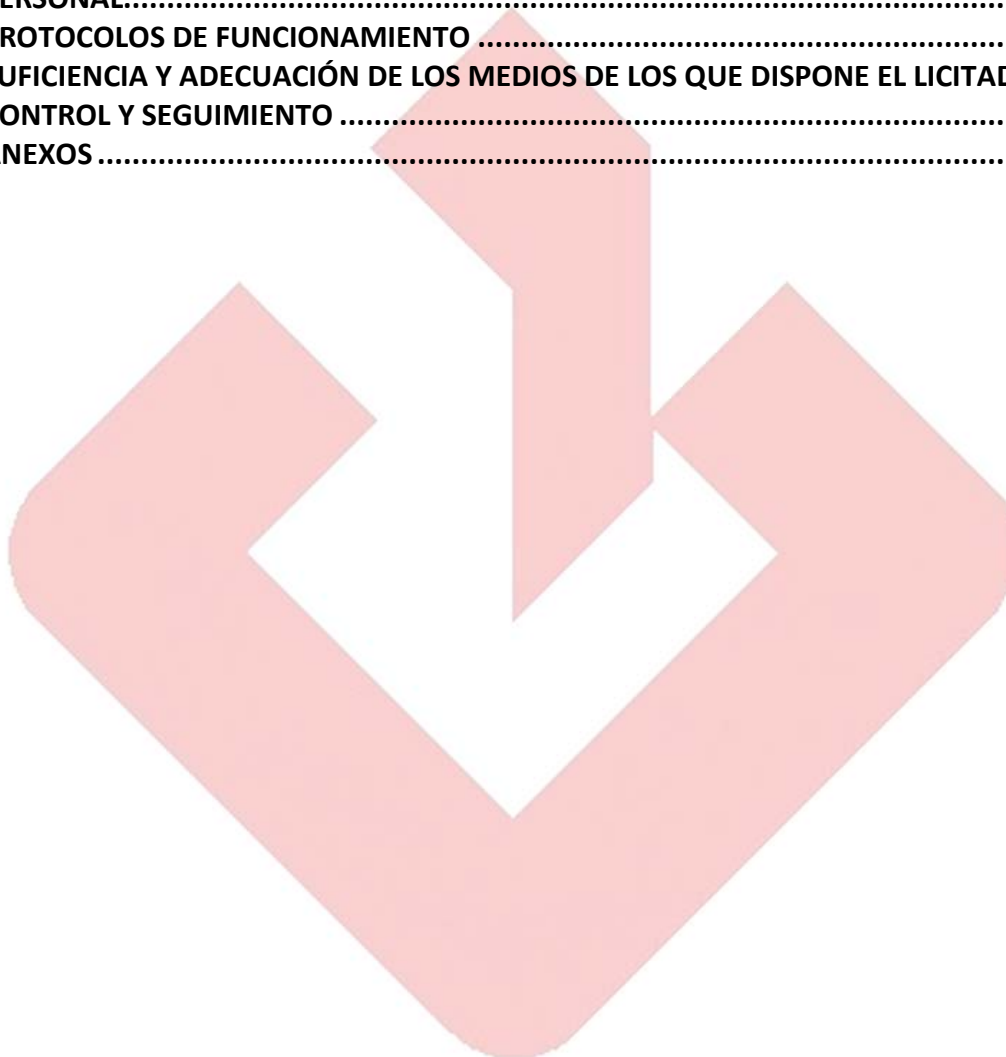 ERSONAL........................................................................................................
ROTOCOLOS DE FUNCIONAMIENTO ..............................................................
UFICIENCIA Y ADECUACIÓN DE LOS MEDIOS DE LOS QUE DISPONE EL LICITAD
ONTROL Y SEGUIMIENTO ..............................................................................
NEXOS ..........................................................................................................